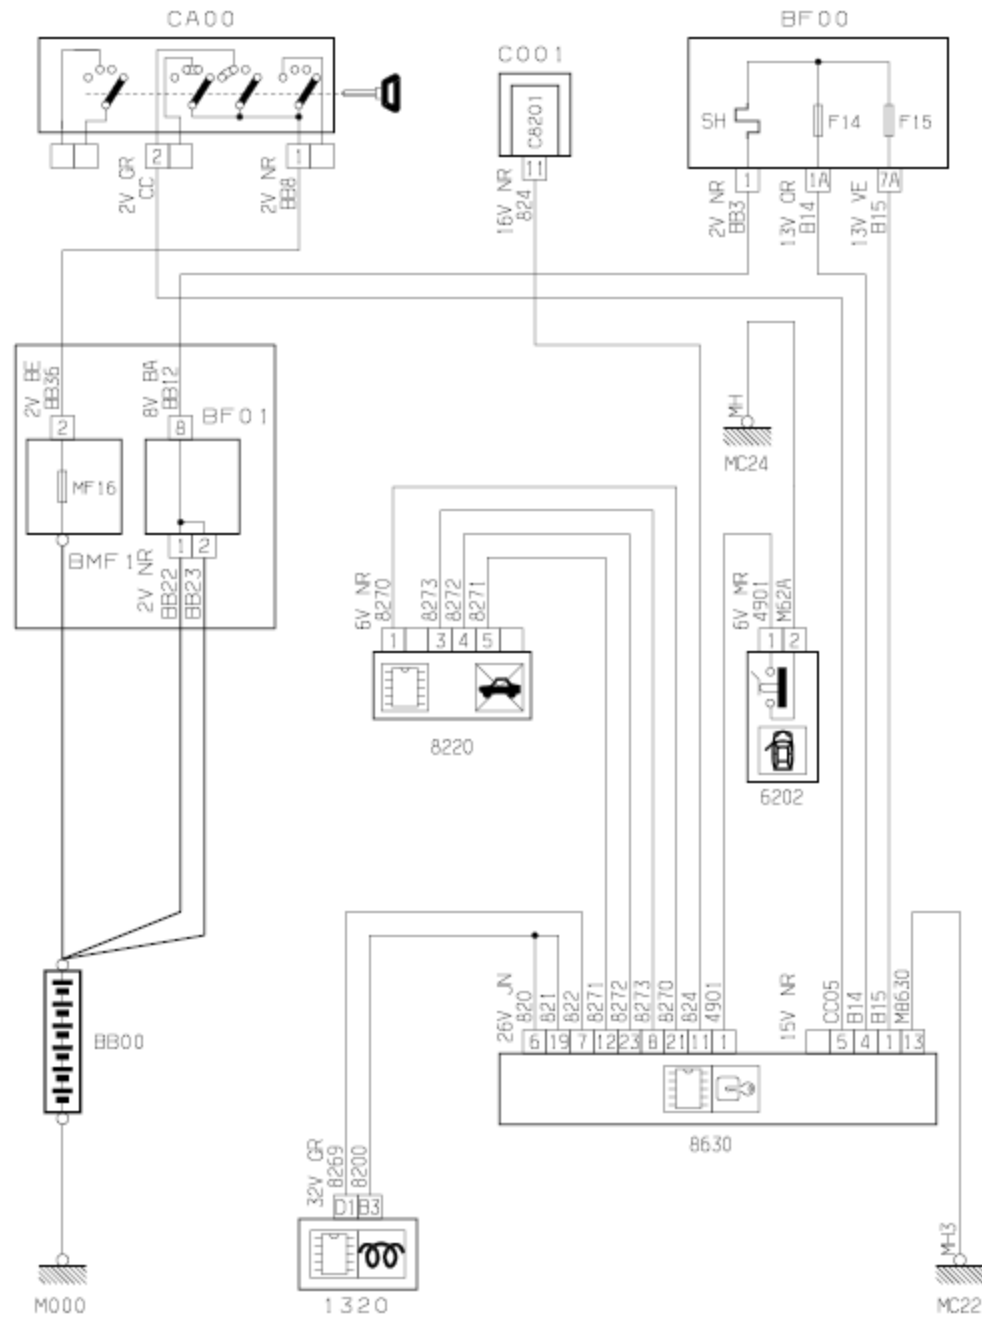 CA00
BF00
C001
C8201
SH
F14
F15
2
1
11
1
1A
7A
2V GR
CC
2V NR
BB8
16V NR
824
2V NR
BB3
13V OR
B14
13V VE
B15
2V BE
BB36
8V BA
BB12
2
8
BF01
MF16
BMF1
1
2
2V NR
BB22
BB23
MH
MC24
6V NR
8270
8273
8272
8271
1
3
4
5
8220
6V MR
4901
M62A
1
2
6202
BB00
26V JN
820
821
822
8271
8272
8273
8270
824
4901
15V NR
CC05
B14
B15
M8630
6
19
7
12
23
8
21
11
1
5
4
1
13
8630
32V GR
8269
8200
D1
B3
1320
M000
MH3
MC22